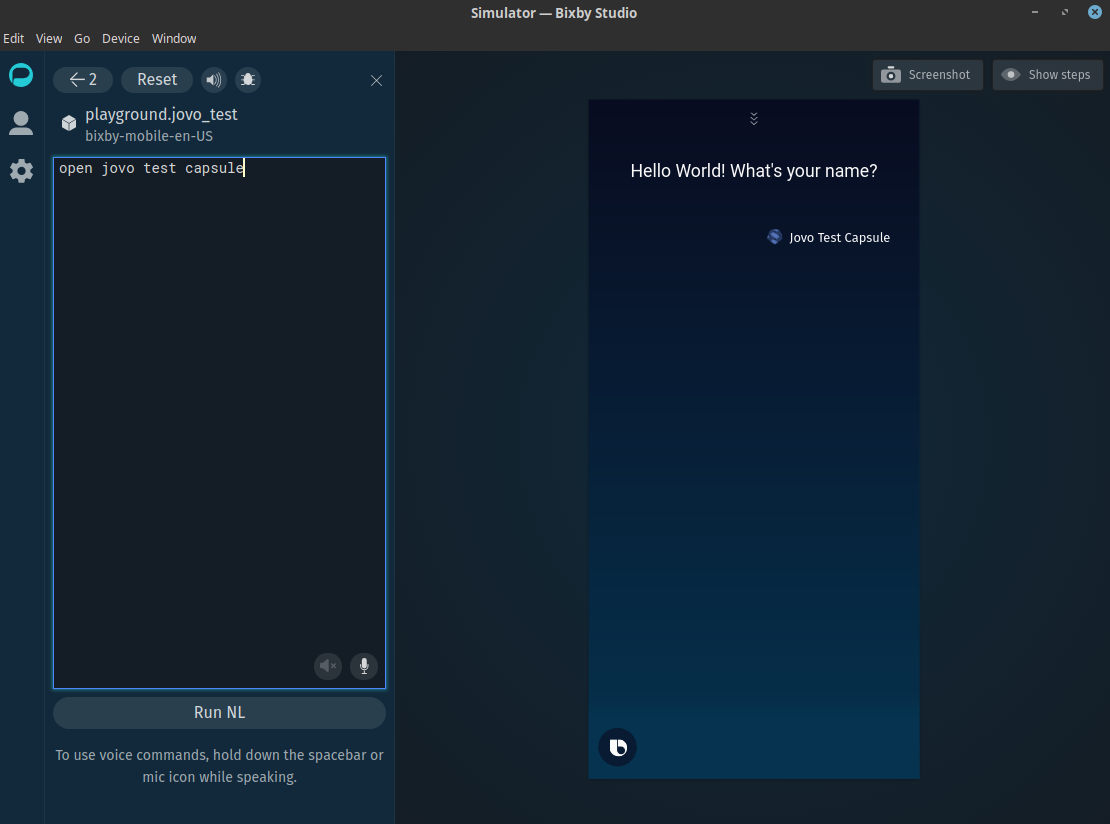 Simulator — Bixby Studio
Edit View Go Device Window
2 Reset
playground.jovo_test
bixby-mobile-en-US
open jovo test capsule
Run NL
To use voice commands, hold down the spacebar or
mic icon while speaking.
Screenshot Show steps
Hello World! What's your name?
Jovo Test Capsule